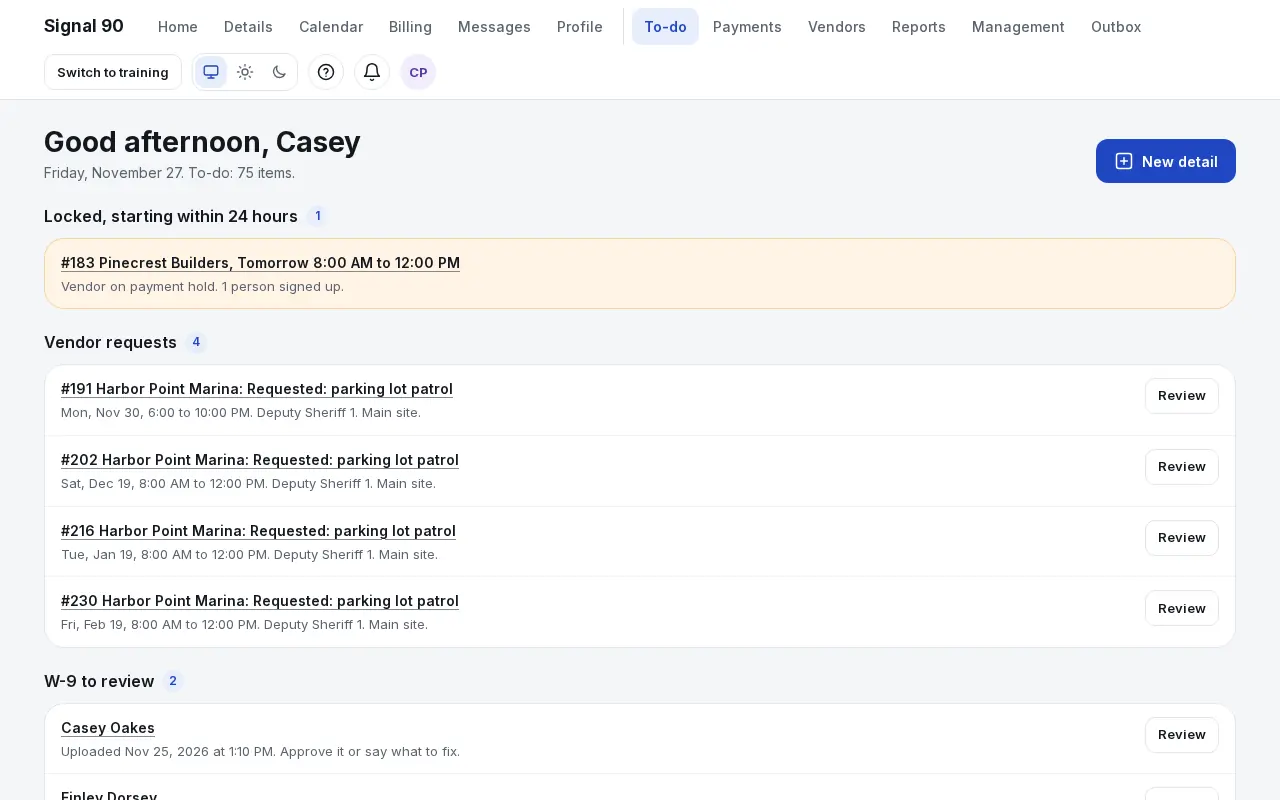 Signal 90
Home
Details
Calendar
Billing
Messages
Profile
To-do
Payments
Vendors
Reports
Management
Outbox
Switch to training
CP
Good afternoon, Casey
Friday, November 27. To-do: 75 items.
New detail
Locked, starting within 24 hours 1
#183 Pinecrest Builders, Tomorrow 8:00 AM to 12:00 PM
Vendor on payment hold. 1 person signed up.
Vendor requests 4
#191 Harbor Point Marina: Requested: parking lot patrol
Mon, Nov 30, 6:00 to 10:00 PM. Deputy Sheriff 1. Main site.
Review
#202 Harbor Point Marina: Requested: parking lot patrol
Sat, Dec 19, 8:00 AM to 12:00 PM. Deputy Sheriff 1. Main site.
Review
#216 Harbor Point Marina: Requested: parking lot patrol
Tue, Jan 19, 8:00 AM to 12:00 PM. Deputy Sheriff 1. Main site.
Review
#230 Harbor Point Marina: Requested: parking lot patrol
Fri, Feb 19, 8:00 AM to 12:00 PM. Deputy Sheriff 1. Main site.
Review
W-9 to review 2
Casey Oakes
Uploaded Nov 25, 2026 at 1:10 PM. Approve it or say what to fix.
Review
Finley Dorsey